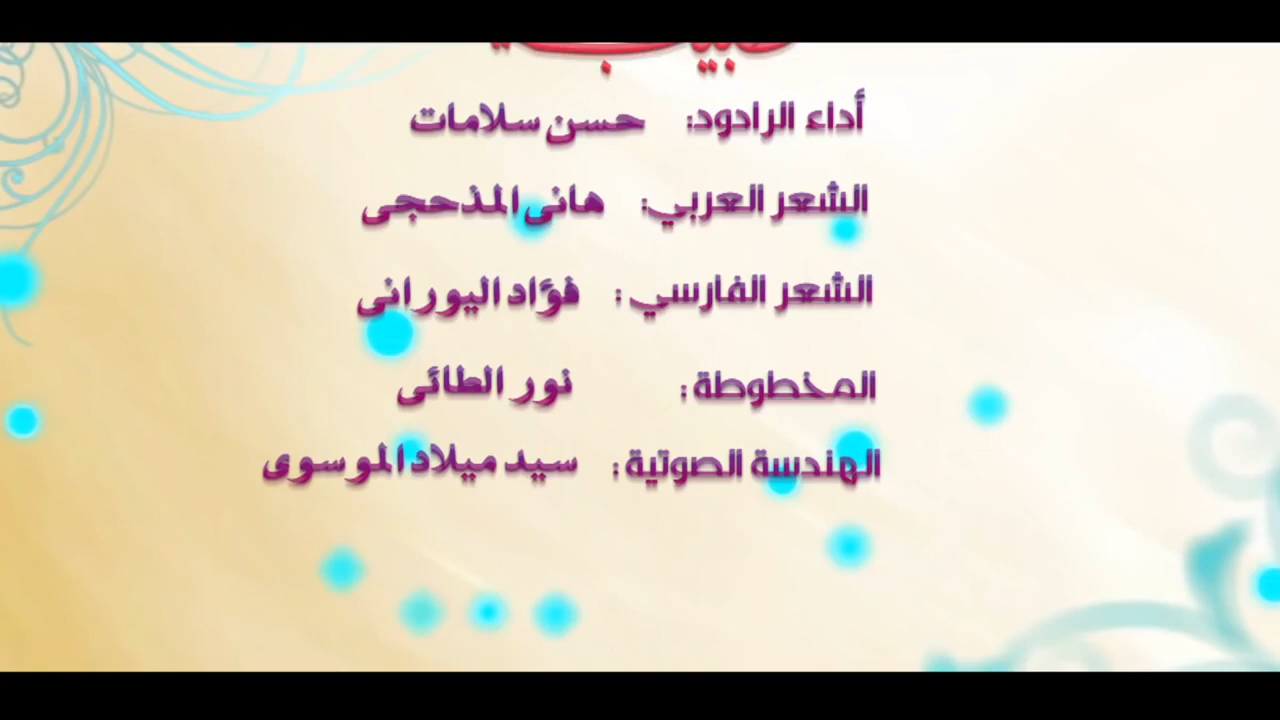 أداء الرادود: حسن سلامات
الشعر العربي: هانى المذحجى
الشعر الفارسي : فؤاد اليورانى
المخطوطة : نور الطائى
الهندسة الصوتية : سيد ميلاد الموسوى